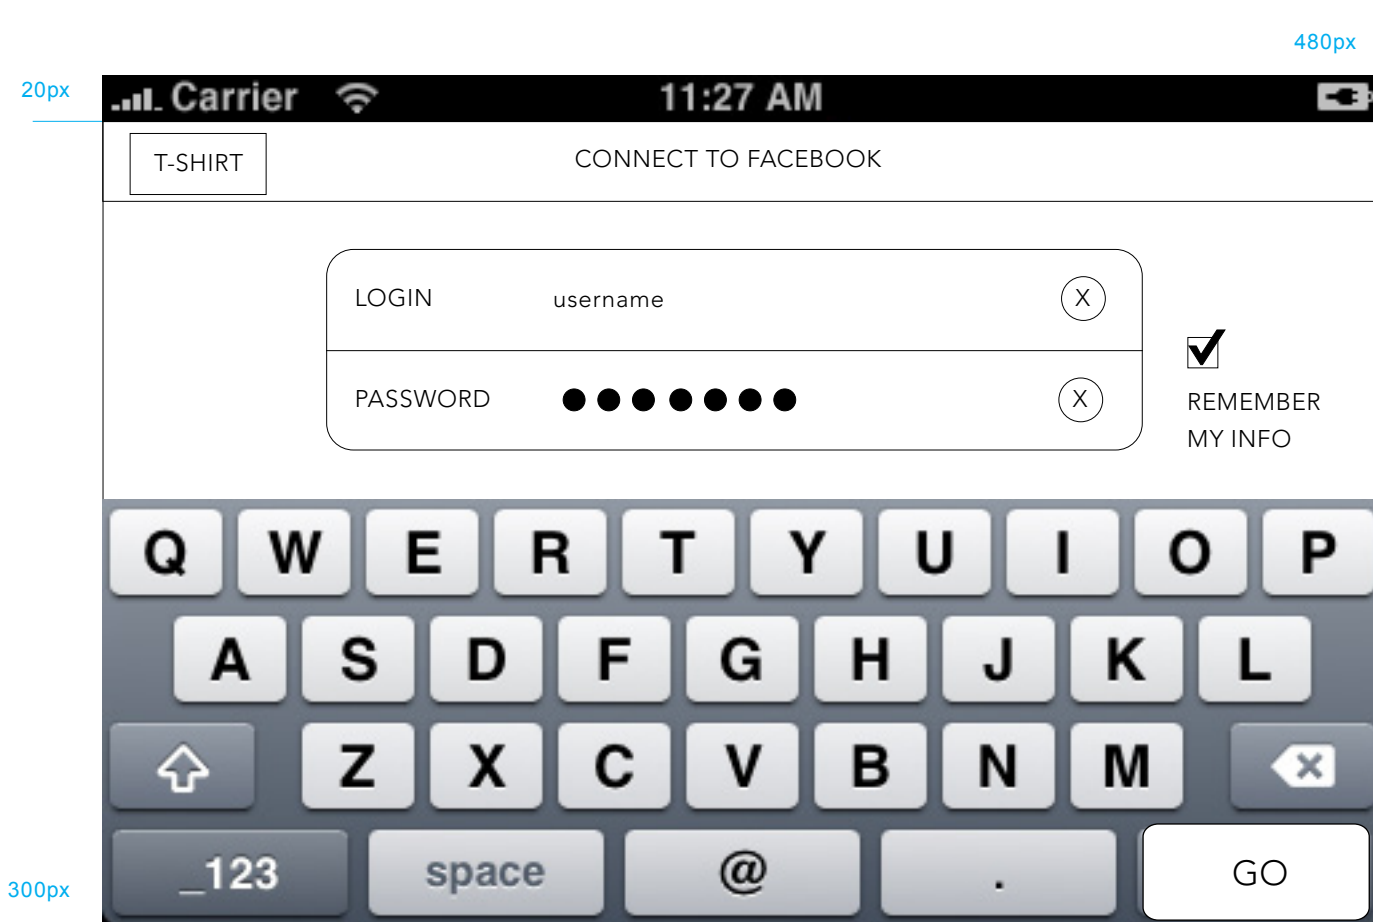 480px
20px
Carrier 11:27 AM
T-SHIRT CONNECT TO FACEBOOK
LOGIN username X
PASSWORD X
REMEMBER
MY INFO
Q W E R T Y U I O P
A S D F G H J K L
Z X C V B N M
_123 space @ . GO
300px